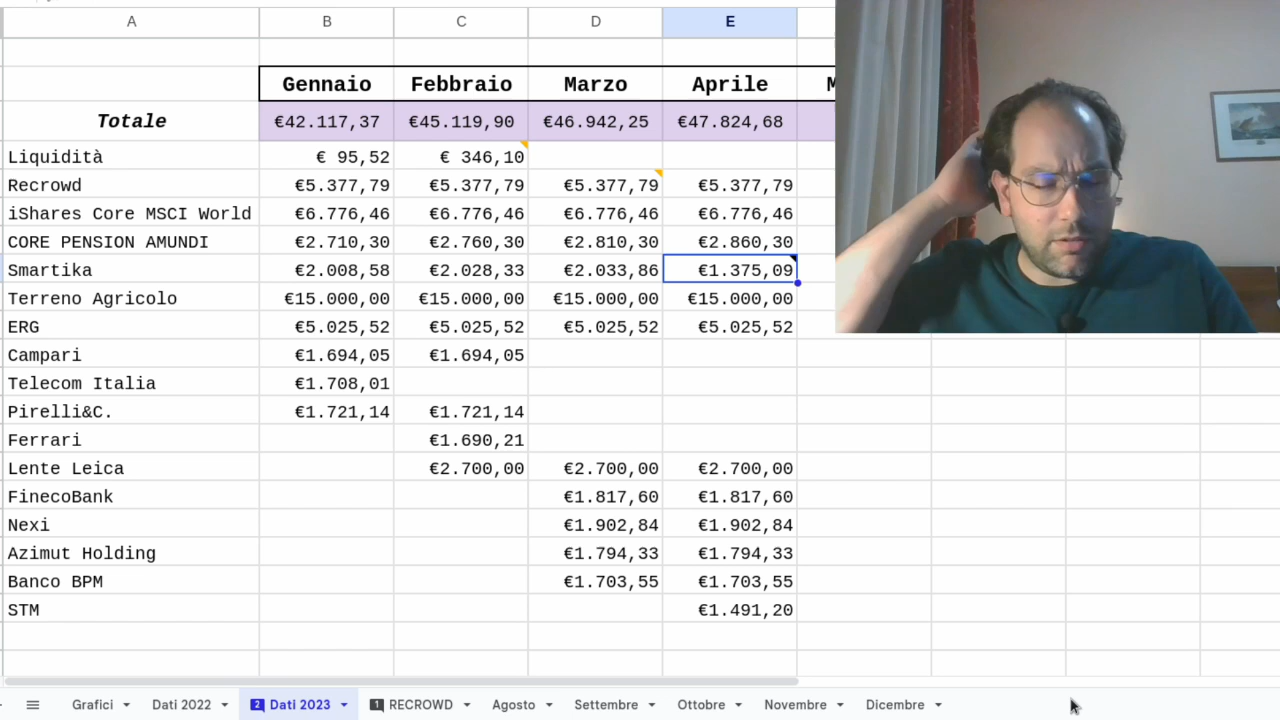 A B C D E
Gennaio Febbraio Marzo Aprile
Totale €42.117,37 €45.119,90 €46.942,25 €47.824,68
Liquidità € 95,52 € 346,10
Recrowd €5.377,79 €5.377,79 €5.377,79 €5.377,79
iShares Core MSCI World €6.776,46 €6.776,46 €6.776,46 €6.776,46
CORE PENSION AMUNDI €2.710,30 €2.760,30 €2.810,30 €2.860,30
Smartika €2.008,58 €2.028,33 €2.033,86 €1.375,09
Terreno Agricolo €15.000,00 €15.000,00 €15.000,00 €15.000,00
ERG €5.025,52 €5.025,52 €5.025,52 €5.025,52
Campari €1.694,05 €1.694,05
Telecom Italia €1.708,01
Pirelli&C. €1.721,14 €1.721,14
Ferrari €1.690,21
Lente Leica €2.700,00 €2.700,00 €2.700,00
FinecoBank €1.817,60 €1.817,60
Nexi €1.902,84 €1.902,84
Azimut Holding €1.794,33 €1.794,33
Banco BPM €1.703,55 €1.703,55
STM €1.491,20
Grafici Dati 2022 2 Dati 2023 1 RECROWD Agosto Settembre Ottobre Novembre Dicembre